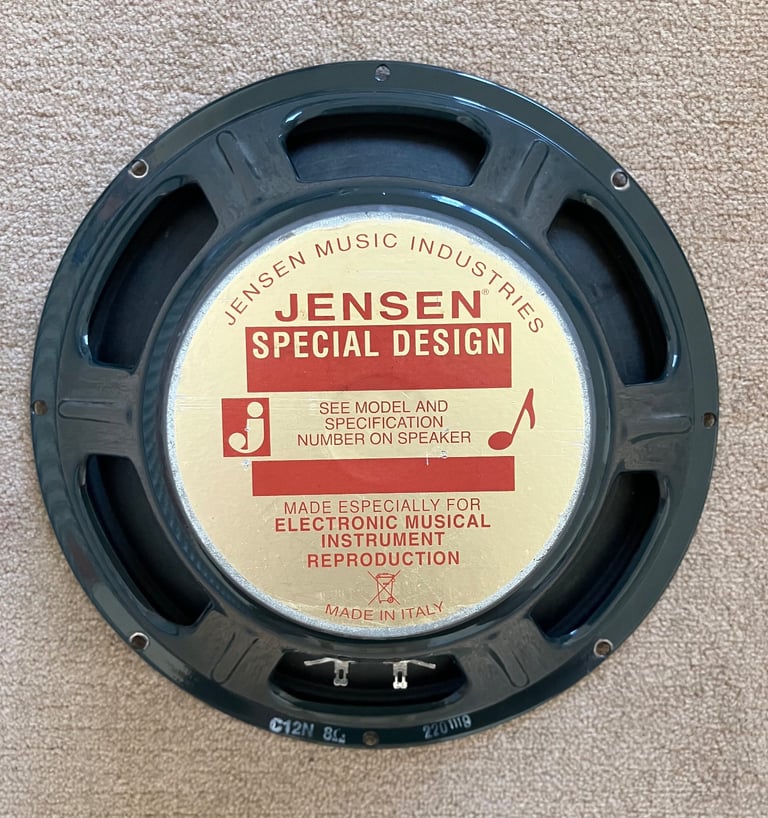 JENSEN MUSIC INDUSTRIES
JENSEN®
SPECIAL DESIGN
j
SEE MODEL AND
SPECIFICATION
NUMBER ON SPEAKER
MADE ESPECIALLY FOR
ELECTRONIC MUSICAL
INSTRUMENT
REPRODUCTION
MADE IN ITALY
C12N 8Ω